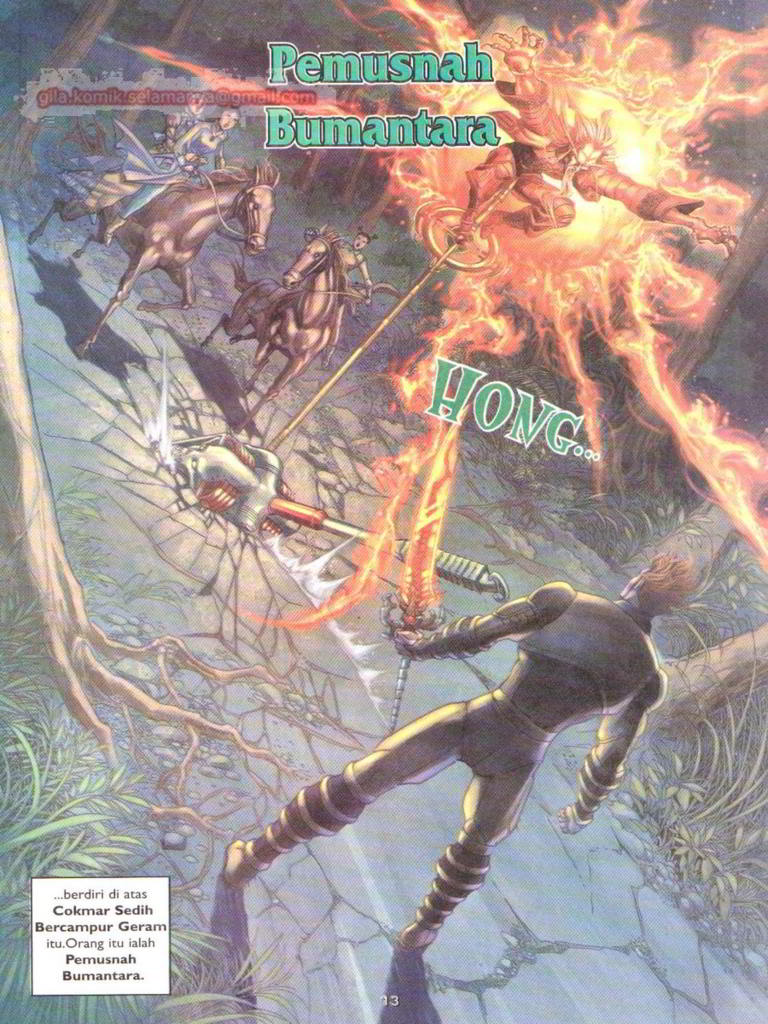 Pemusnah
gila.komik.selamanya@gmail.com
Bumantara
HONG...
...berdiri di atas
Cokmar Sedih
Bercampur Geram
itu.Orang itu ialah
Pemusnah
Bumantara.
13